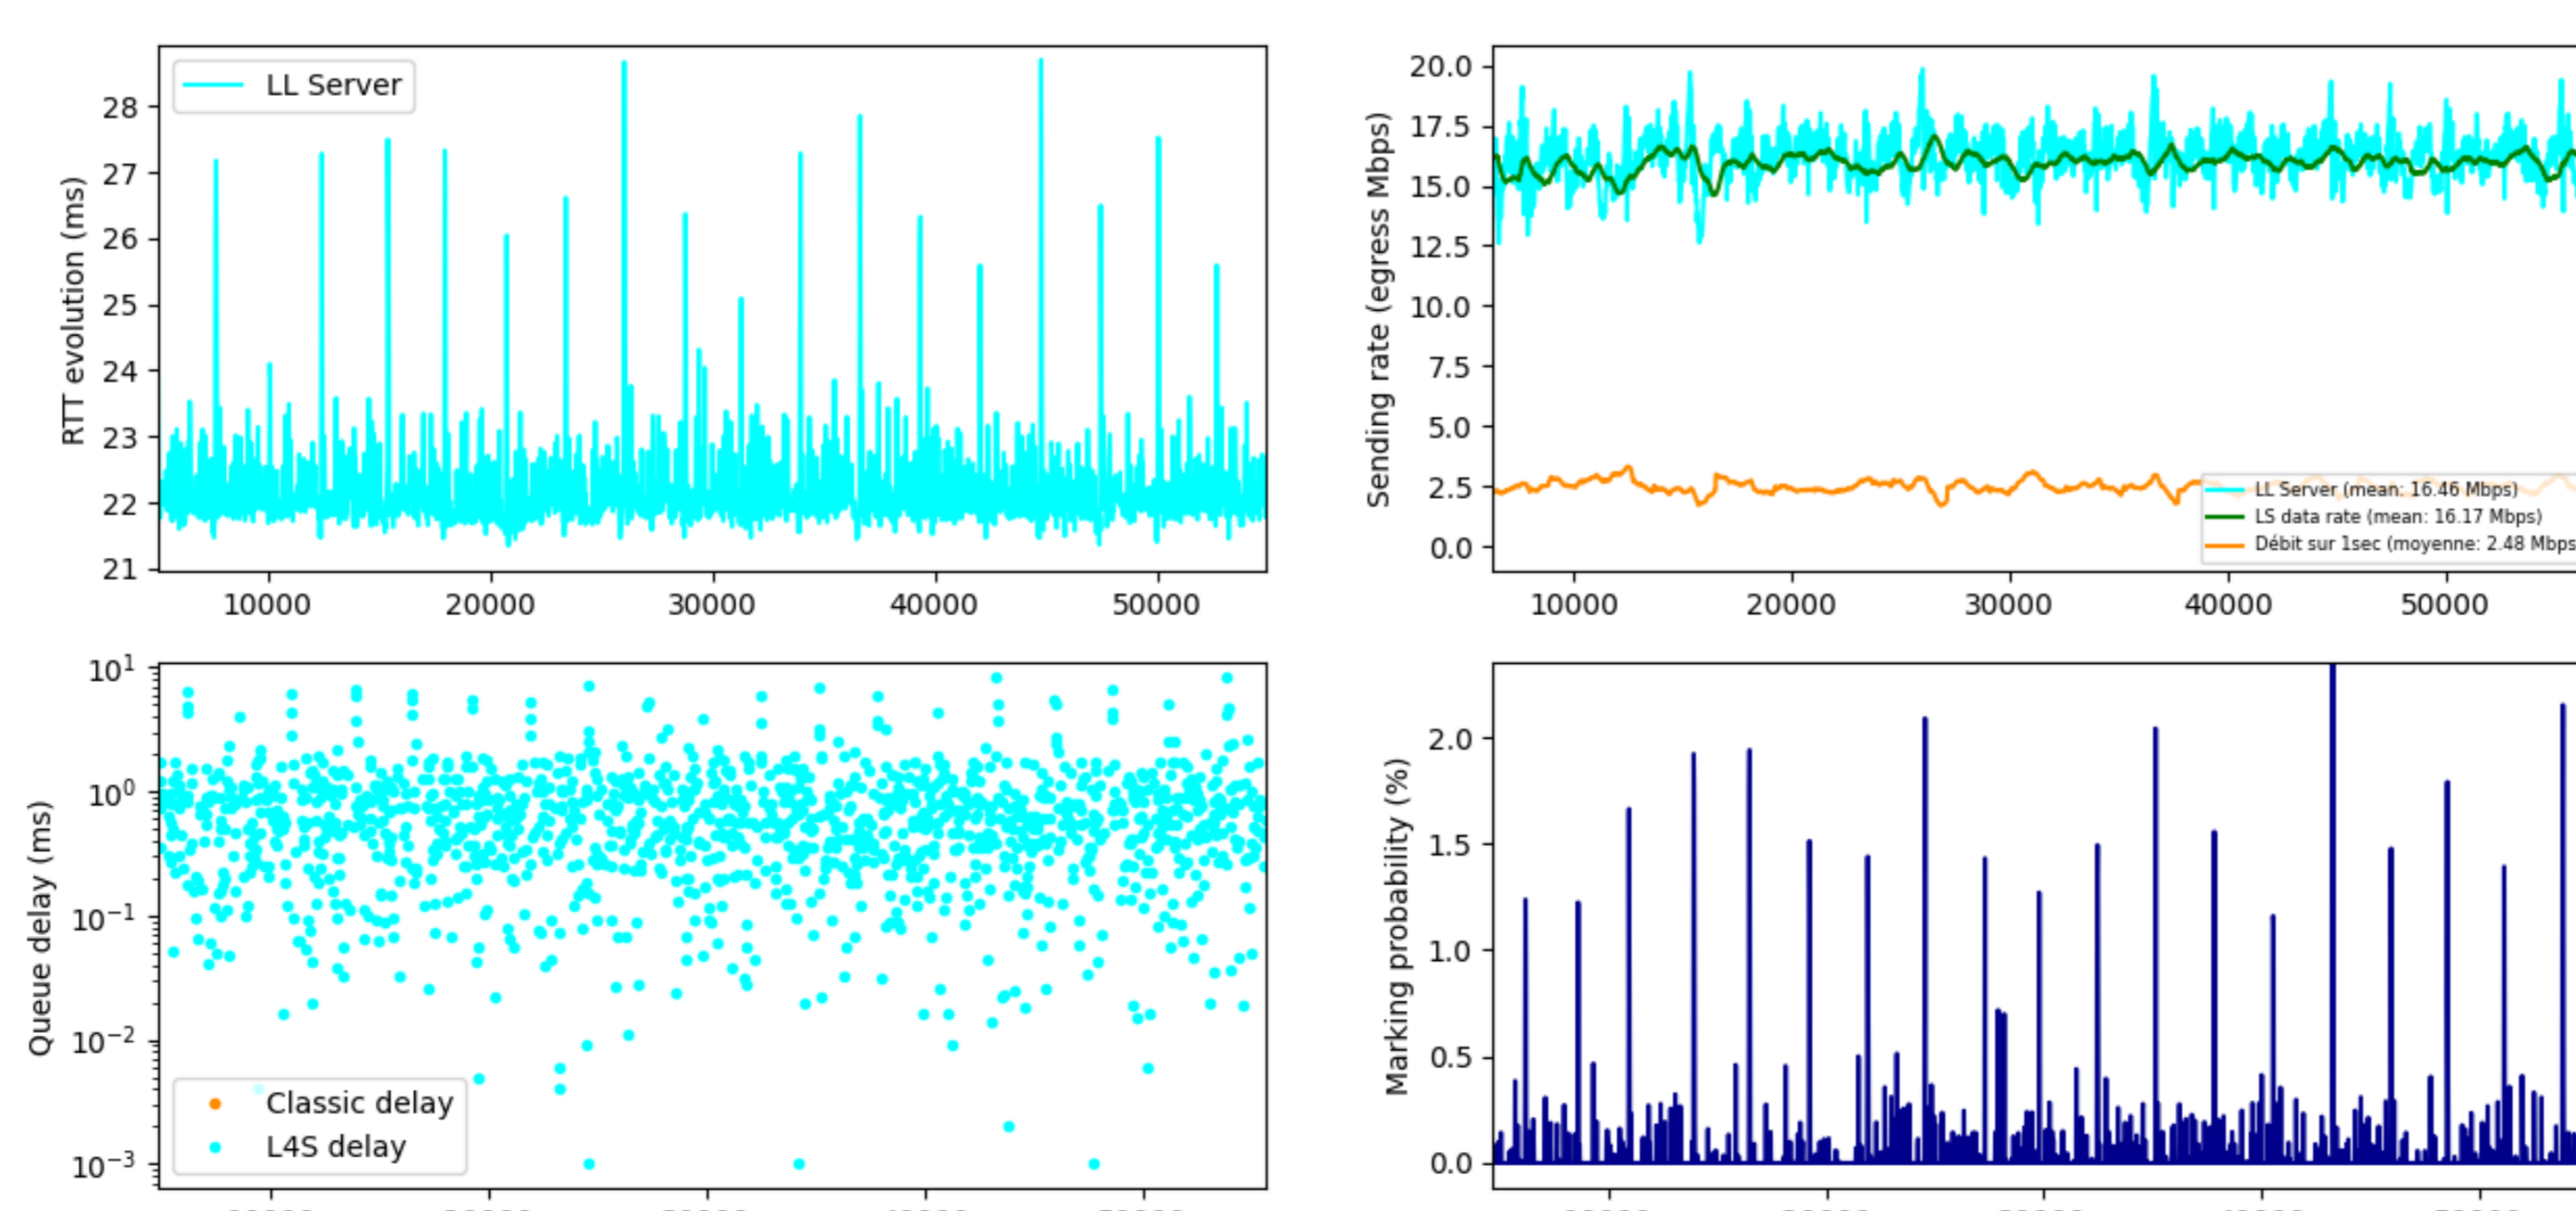 LL Server
RTT evolution (ms)
28
27
26
25
24
23
22
21
10000 20000 30000 40000 50000
Sending rate (egress Mbps)
20.0
17.5
15.0
12.5
10.0
7.5
5.0
2.5
0.0
LL Server (mean: 16.46 Mbps)
LS data rate (mean: 16.17 Mbps)
Débit sur 1sec (moyenne: 2.48 Mbps
10000 20000 30000 40000 50000
Queue delay (ms)
10¹
10⁰
10⁻¹
10⁻²
10⁻³
Classic delay
L4S delay
Marking probability (%)
2.0
1.5
1.0
0.5
0.0